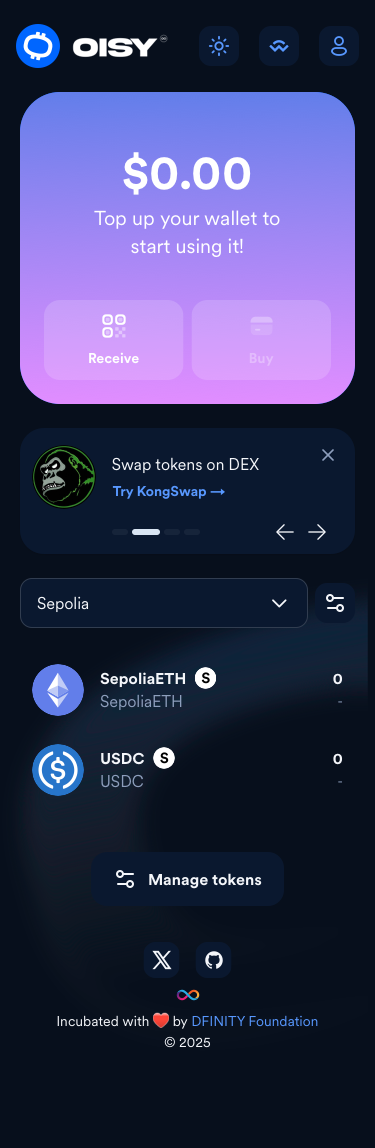 OISY
$0.00
Top up your wallet to
start using it!
Receive
Buy
Swap tokens on DEX
Try KongSwap →
Sepolia
SepoliaETH S
0
SepoliaETH
-
USDC S
0
USDC
-
Manage tokens
Incubated with ❤️ by DFINITY Foundation
© 2025